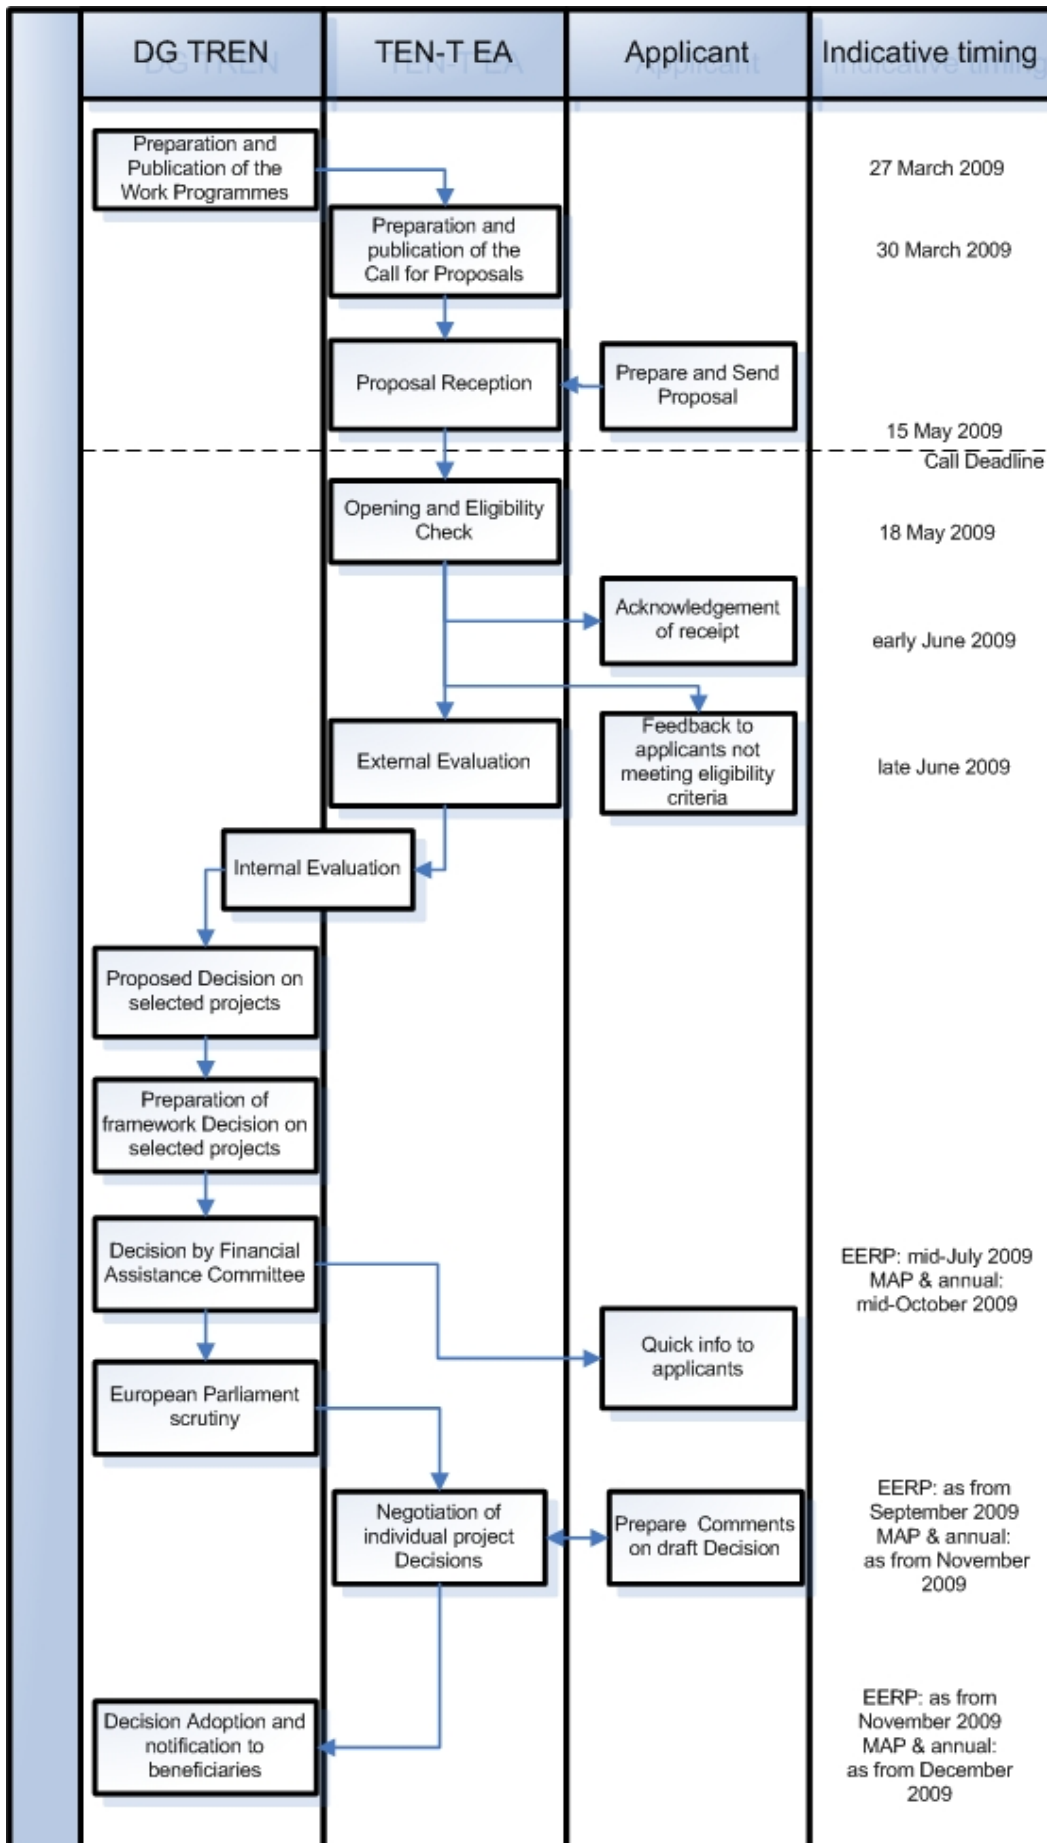 DG TREN
TEN-T EA
Applicant
Indicative timing
Preparation and
Publication of the
Work Programmes
27 March 2009
Preparation and
publication of the
Call for Proposals
30 March 2009
Proposal Reception
Prepare and Send
Proposal
15 May 2009
Call Deadline
Opening and Eligibility
Check
18 May 2009
Acknowledgement
of receipt
early June 2009
External Evaluation
Feedback to
applicants not
meeting eligibility
criteria
late June 2009
Internal Evaluation
Proposed Decision on
selected projects
Preparation of
framework Decision on
selected projects
Decision by Financial
Assistance Committee
EERP: mid-July 2009
MAP & annual:
mid-October 2009
Quick info to
applicants
European Parliament
scrutiny
Negotiation of
individual project
Decisions
Prepare Comments
on draft Decision
EERP: as from
September 2009
MAP & annual:
as from November
2009
Decision Adoption and
notification to
beneficiaries
EERP: as from
November 2009
MAP & annual:
as from December
2009